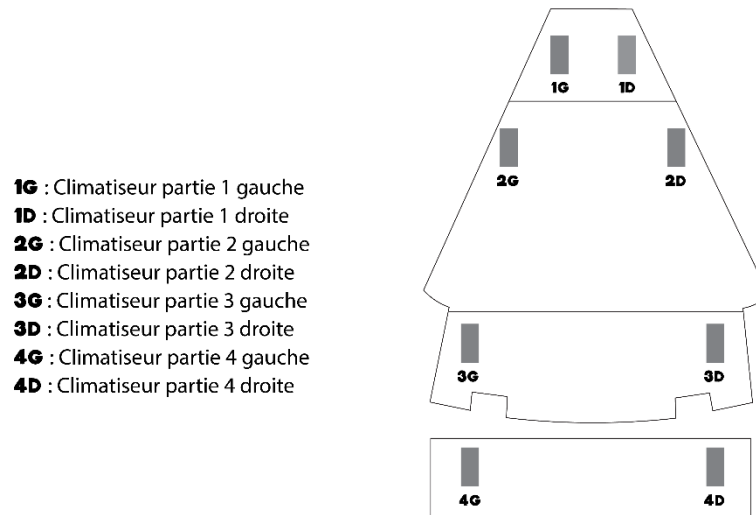 1G : Climatiseur partie 1 gauche
1D : Climatiseur partie 1 droite
2G : Climatiseur partie 2 gauche
2D : Climatiseur partie 2 droite
3G : Climatiseur partie 3 gauche
3D : Climatiseur partie 3 droite
4G : Climatiseur partie 4 gauche
4D : Climatiseur partie 4 droite
1G 1D
2G 2D
3G 3D
4G 4D